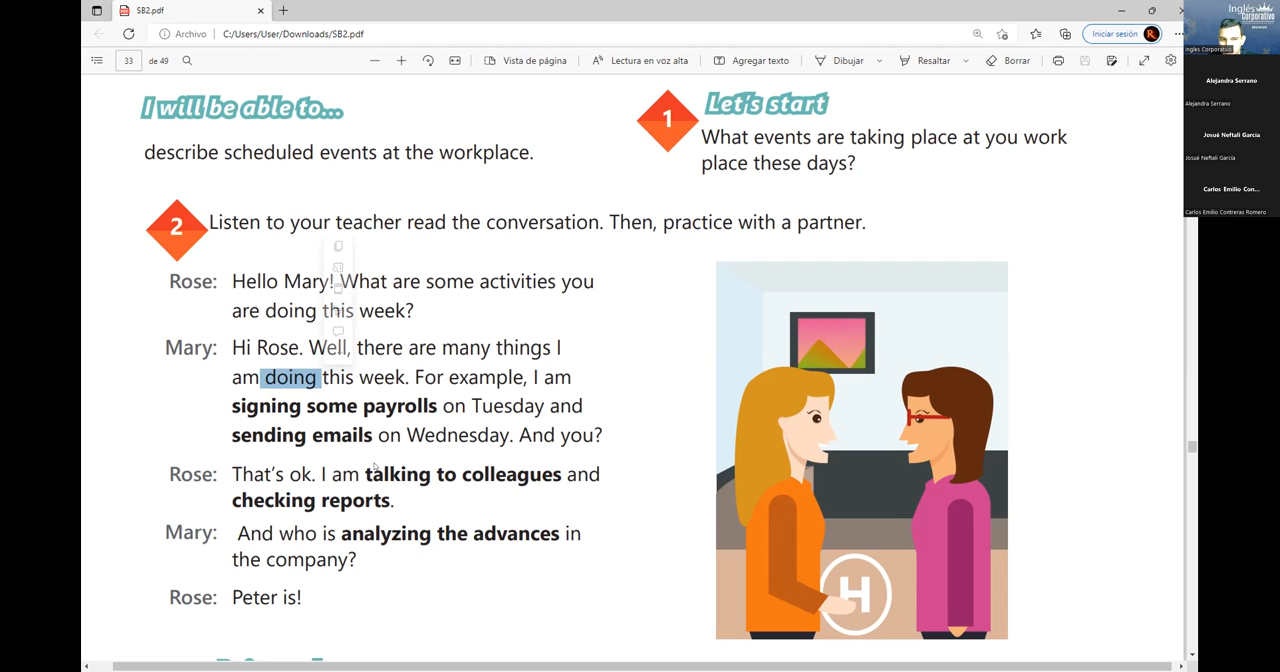 SB2.pdf
Archivo
C:/Users/User/Downloads/SB2.pdf
Iniciar sesión
33
de 49
Vista de página
Lectura en voz alta
Agregar texto
Dibujar
Resaltar
Borrar
I will be able to...
describe scheduled events at the workplace.
1
Let's start
What events are taking place at you work
place these days?
2
Listen to your teacher read the conversation. Then, practice with a partner.
Rose: Hello Mary! What are some activities you
are doing this week?
Mary: Hi Rose. Well, there are many things I
am doing this week. For example, I am
signing some payrolls on Tuesday and
sending emails on Wednesday. And you?
Rose: That's ok. I am talking to colleagues and
checking reports.
Mary: And who is analyzing the advances in
the company?
Rose: Peter is!
H
Inglés
Corporativo
Ingles Corporativo
Alejandra Serrano
Alejandra Serrano
Josué Neftali Garcia
Josué Neftali Garcia
Carlos Emilio Con...
Carlos Emilio Contreras Romero